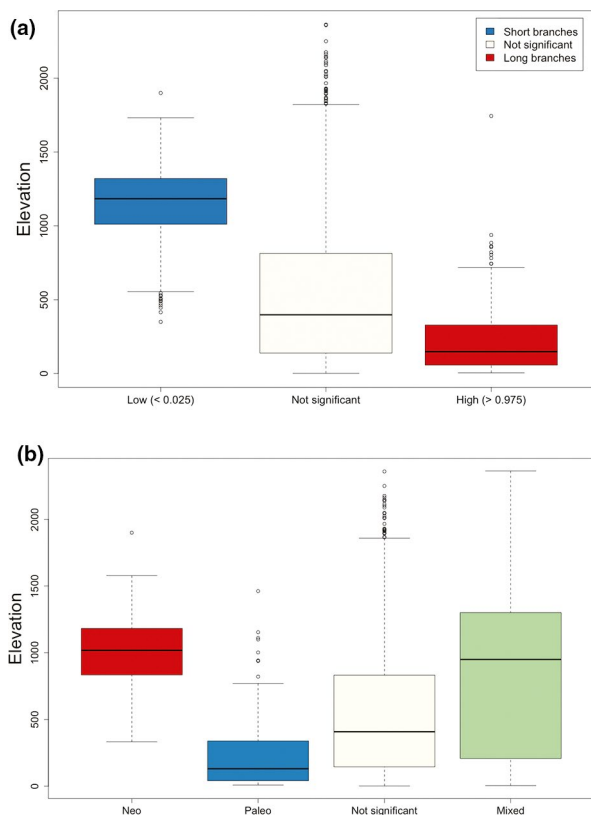 (a)
Short branches
Not significant
Long branches
Elevation
2000
1500
1000
500
0
Low (< 0.025)
Not significant
High (> 0.975)
(b)
Elevation
2000
1500
1000
500
0
Neo
Paleo
Not significant
Mixed